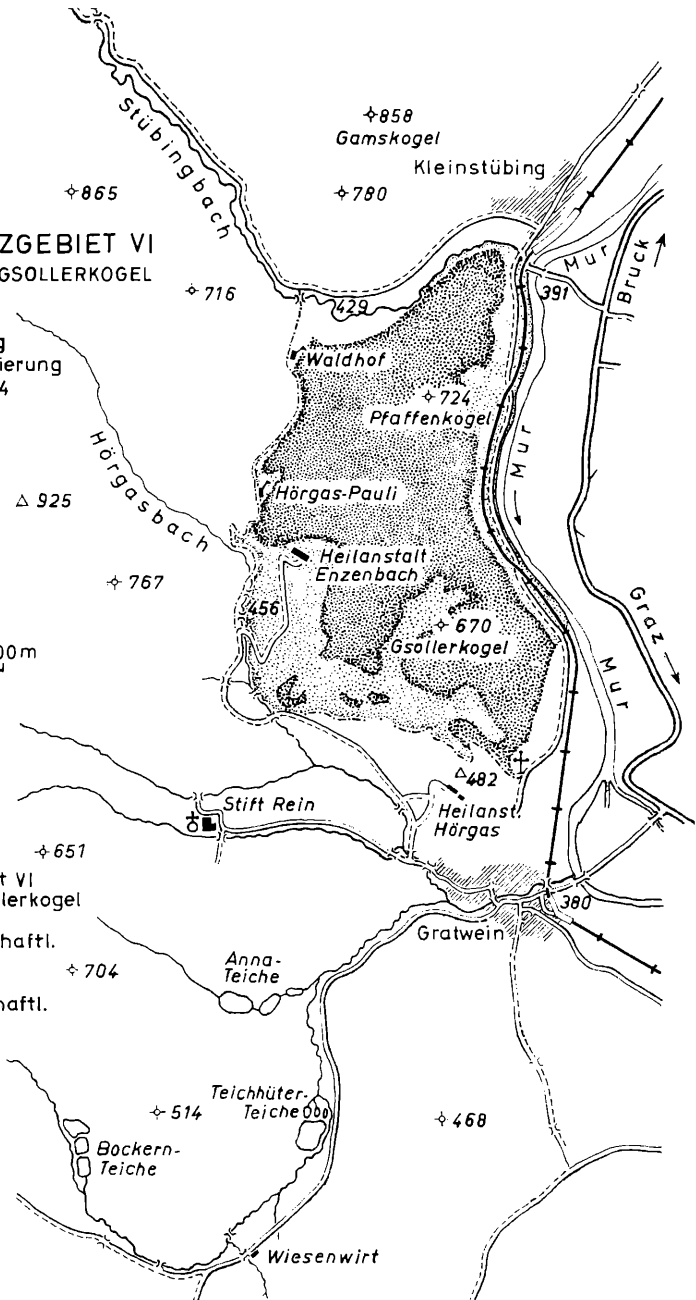 858
Gamskogel
Kleinstübing
Stübingbach
865
780
ZGEBIET VI
GSOLLERKOGEL
Mur
Bruck
716
429
391
g
ierung
4
Waldhof
724
Pfaffenkogel
Hörgasbach
Mur
Hörgas-Pauli
925
Heilanstalt
Enzenbach
767
456
670
Gsollerkogel
Graz
00m
Mur
482
Stift Rein
Heilanst.
Hörgas
651
t VI
lerkogel
380
Gratwein
haftl.
704
Anna-
Teiche
haftl.
Teichhüter-
Teiche
514
468
Bockern-
Teiche
Wiesenwirt